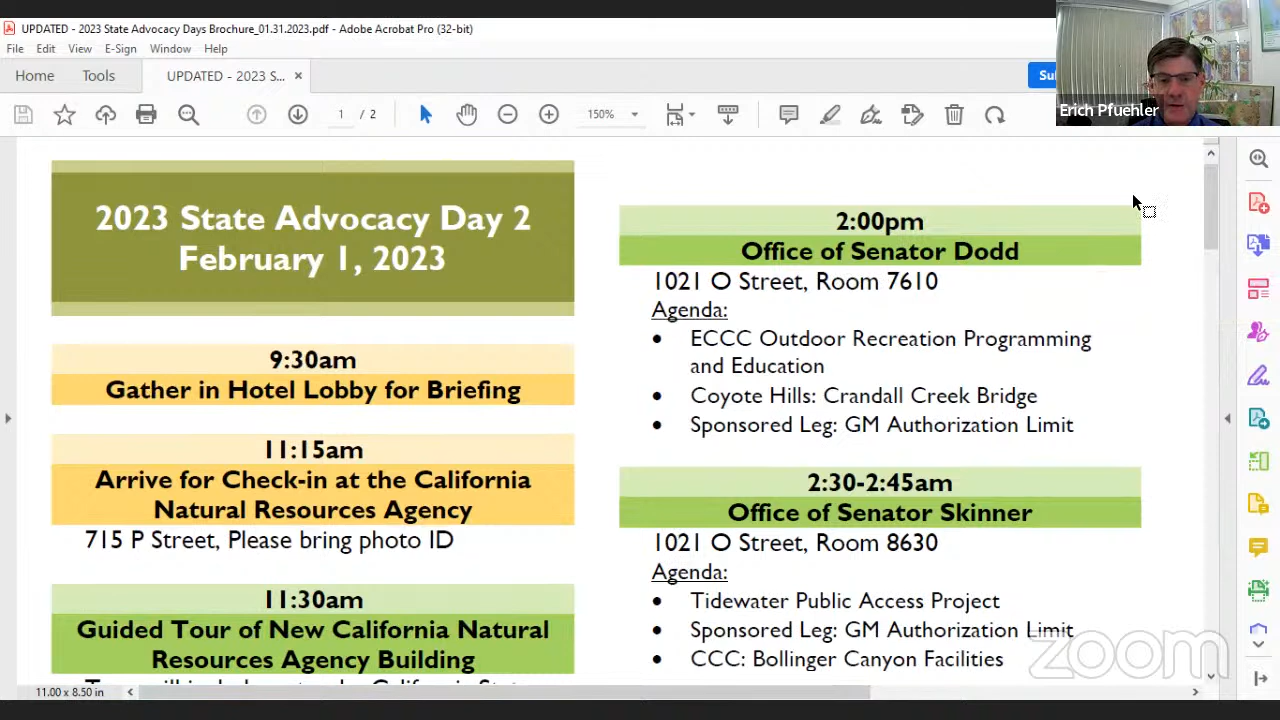 UPDATED - 2023 State Advocacy Days Brochure_01.31.2023.pdf - Adobe Acrobat Pro (32-bit)
File Edit View E-Sign Window Help
Home Tools UPDATED - 2023 S... ×
1 / 2
150%
Erich Pfuehler
2023 State Advocacy Day 2
February 1, 2023
9:30am
Gather in Hotel Lobby for Briefing
11:15am
Arrive for Check-in at the California
Natural Resources Agency
715 P Street, Please bring photo ID
11:30am
Guided Tour of New California Natural
Resources Agency Building
2:00pm
Office of Senator Dodd
1021 O Street, Room 7610
Agenda:
• ECCC Outdoor Recreation Programming
and Education
• Coyote Hills: Crandall Creek Bridge
• Sponsored Leg: GM Authorization Limit
2:30-2:45am
Office of Senator Skinner
1021 O Street, Room 8630
Agenda:
• Tidewater Public Access Project
• Sponsored Leg: GM Authorization Limit
• CCC: Bollinger Canyon Facilities
zoom
11.00 x 8.50 in